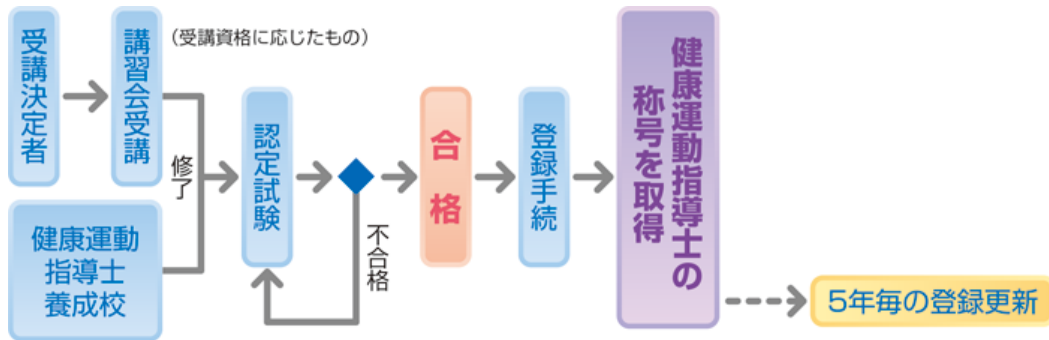 受講決定者
講習会受講
(受講資格に応じたもの)
修了
健康運動
指導士
養成校
認定試験
不合格
合格
登録手続
健康運動指導士の
称号を取得
5年毎の登録更新